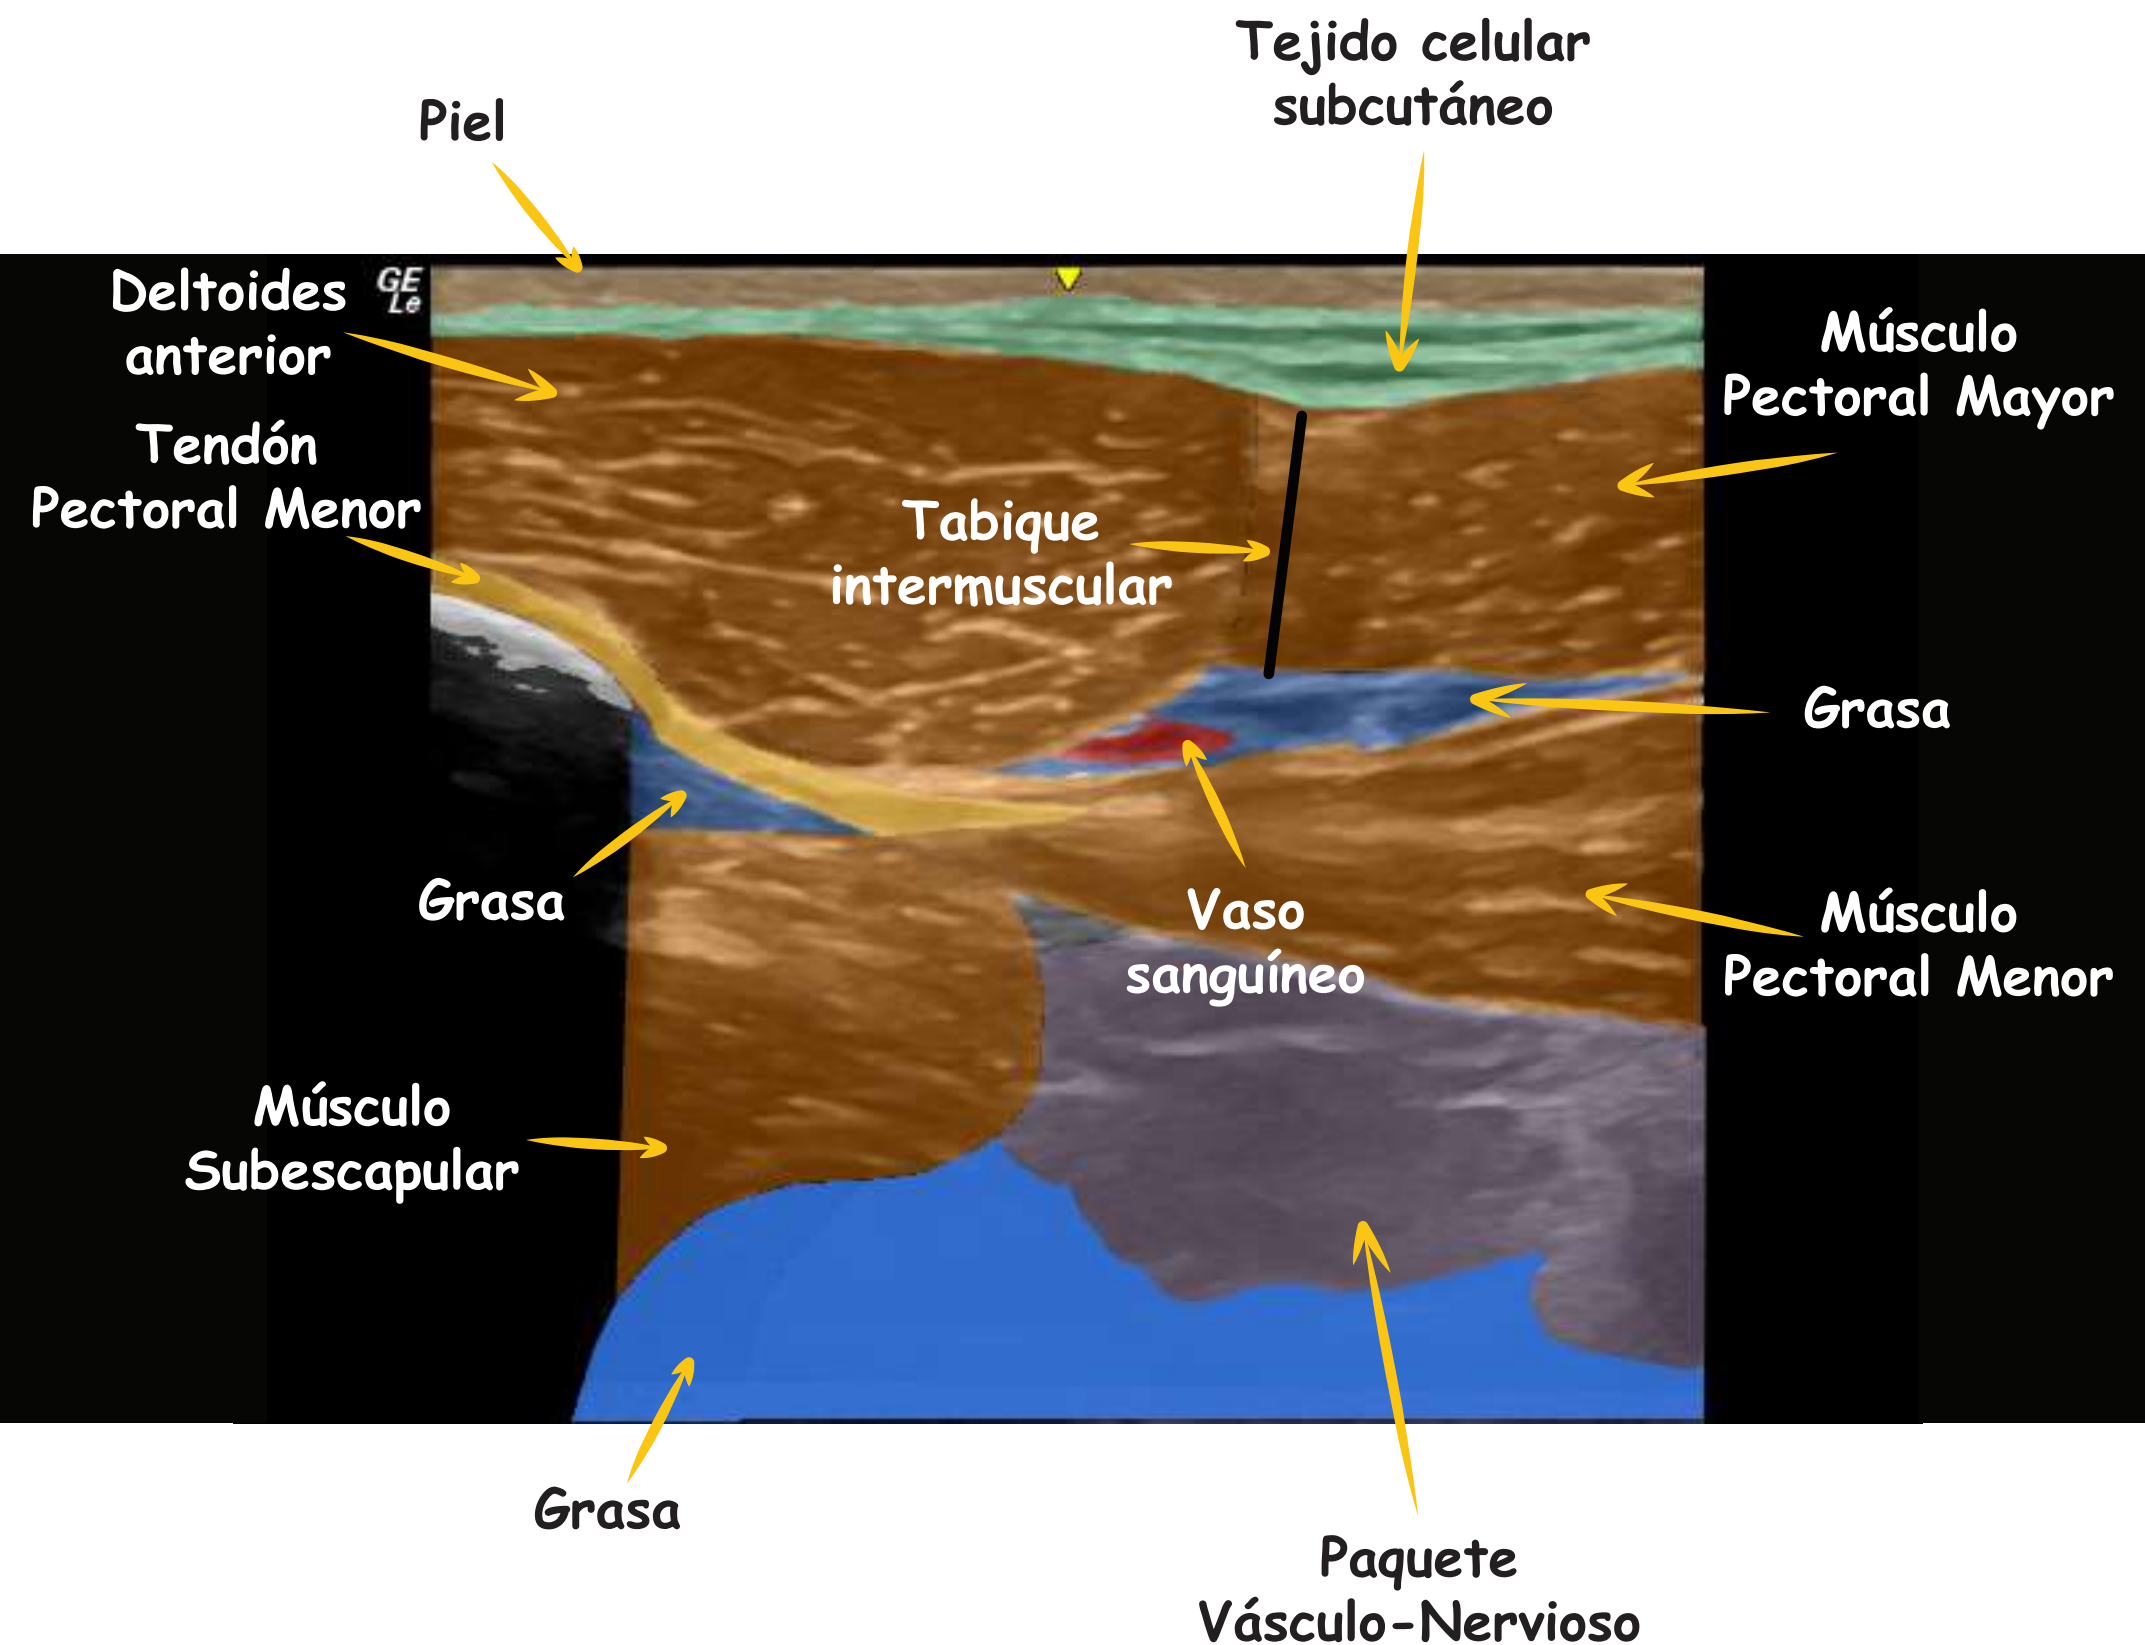 Tejido celular
subcutáneo
Piel
Deltoides
anterior
GE
Le
Músculo
Pectoral Mayor
Tendón
Pectoral Menor
Tabique
intermuscular
Grasa
Grasa
Vaso
sanguíneo
Músculo
Pectoral Menor
Músculo
Subescapular
Grasa
Paquete
Vásculo-Nervioso